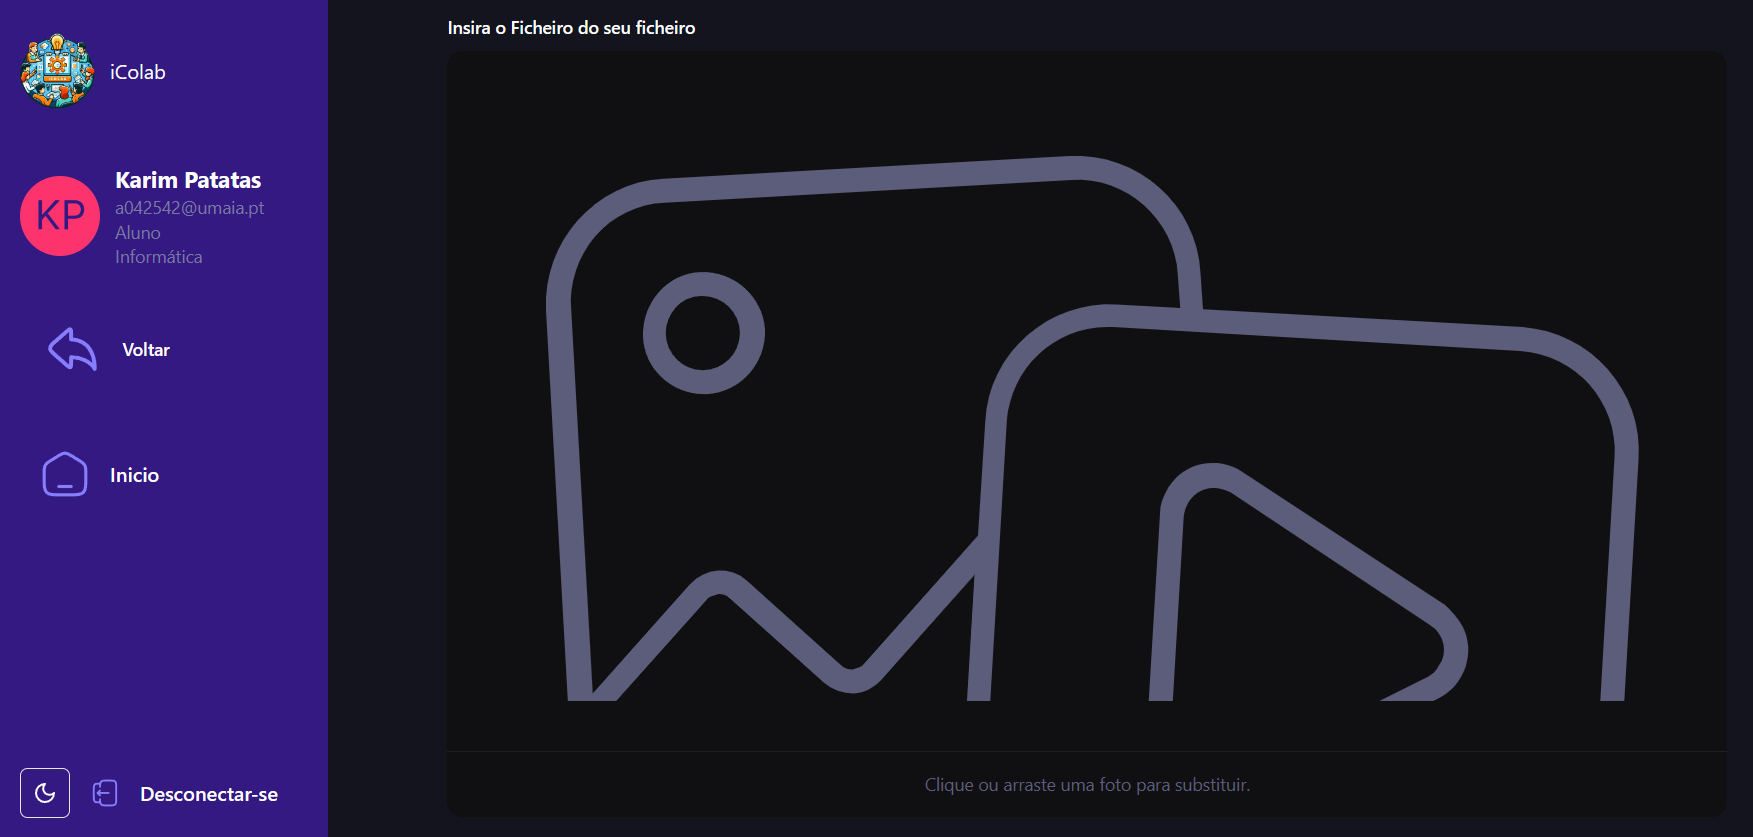 iColab
Karim Patatas
KP
a042542@umaia.pt
Aluno
Informática
Voltar
Inicio
Desconectar-se
Insira o Ficheiro do seu ficheiro
Clique ou arraste uma foto para substituir.